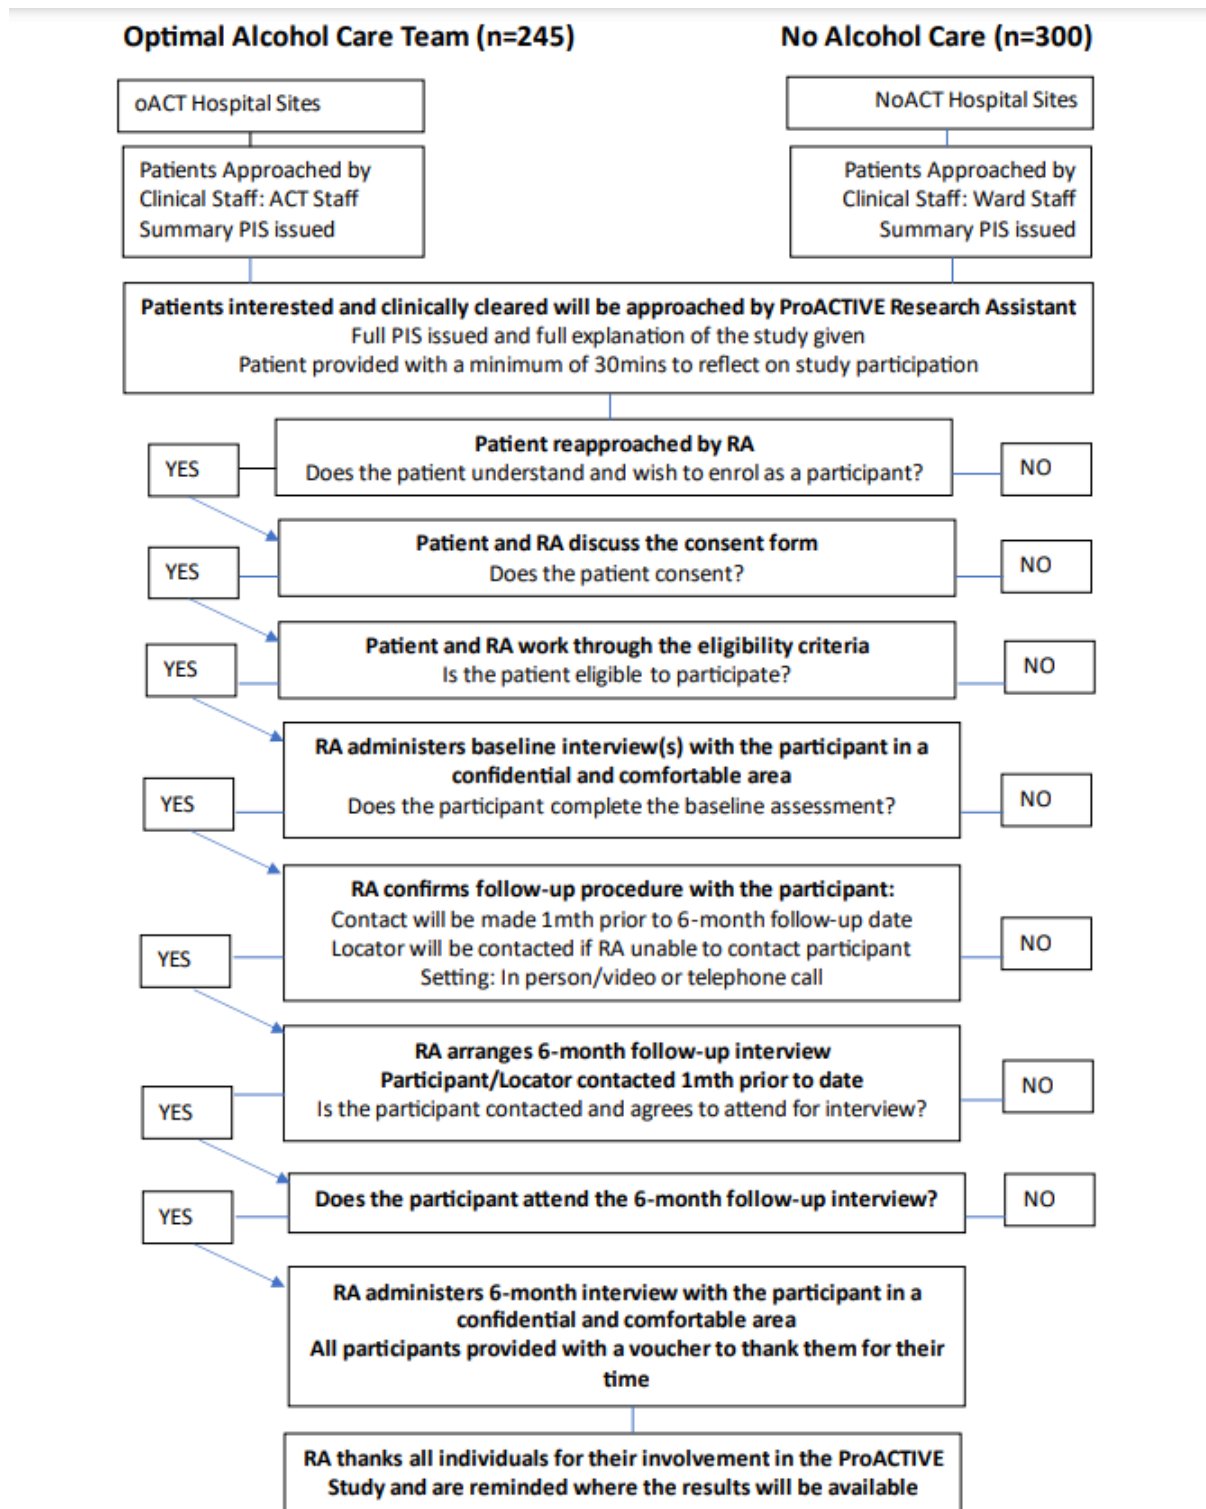 Optimal Alcohol Care Team (n=245)
No Alcohol Care (n=300)
oACT Hospital Sites
NoACT Hospital Sites
Patients Approached by
Clinical Staff: ACT Staff
Summary PIS issued
Patients Approached by
Clinical Staff: Ward Staff
Summary PIS issued
Patients interested and clinically cleared will be approached by ProACTIVE Research Assistant
Full PIS issued and full explanation of the study given
Patient provided with a minimum of 30mins to reflect on study participation
Patient reapproached by RA
Does the patient understand and wish to enrol as a participant?
YES
NO
Patient and RA discuss the consent form
Does the patient consent?
YES
NO
Patient and RA work through the eligibility criteria
Is the patient eligible to participate?
YES
NO
RA administers baseline interview(s) with the participant in a
confidential and comfortable area
Does the participant complete the baseline assessment?
YES
NO
RA confirms follow-up procedure with the participant:
Contact will be made 1mth prior to 6-month follow-up date
Locator will be contacted if RA unable to contact participant
Setting: In person/video or telephone call
YES
NO
RA arranges 6-month follow-up interview
Participant/Locator contacted 1mth prior to date
Is the participant contacted and agrees to attend for interview?
YES
NO
Does the participant attend the 6-month follow-up interview?
YES
NO
RA administers 6-month interview with the participant in a
confidential and comfortable area
All participants provided with a voucher to thank them for their
time
RA thanks all individuals for their involvement in the ProACTIVE
Study and are reminded where the results will be available